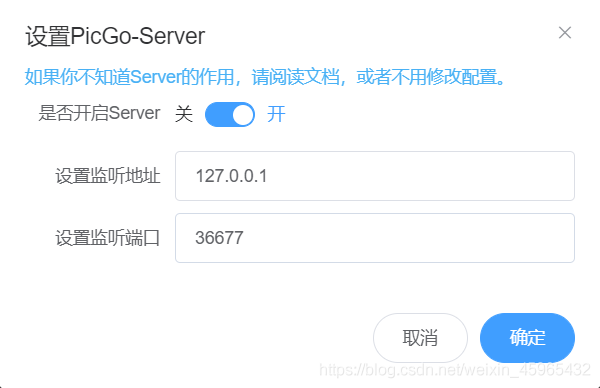 设置PicGo-Server
如果你不知道Server的作用，请阅读文档，或者不用修改配置。
是否开启Server 关 开
设置监听地址 127.0.0.1
设置监听端口 36677
取消 确定
https://blog.csdn.net/weixin_45965432